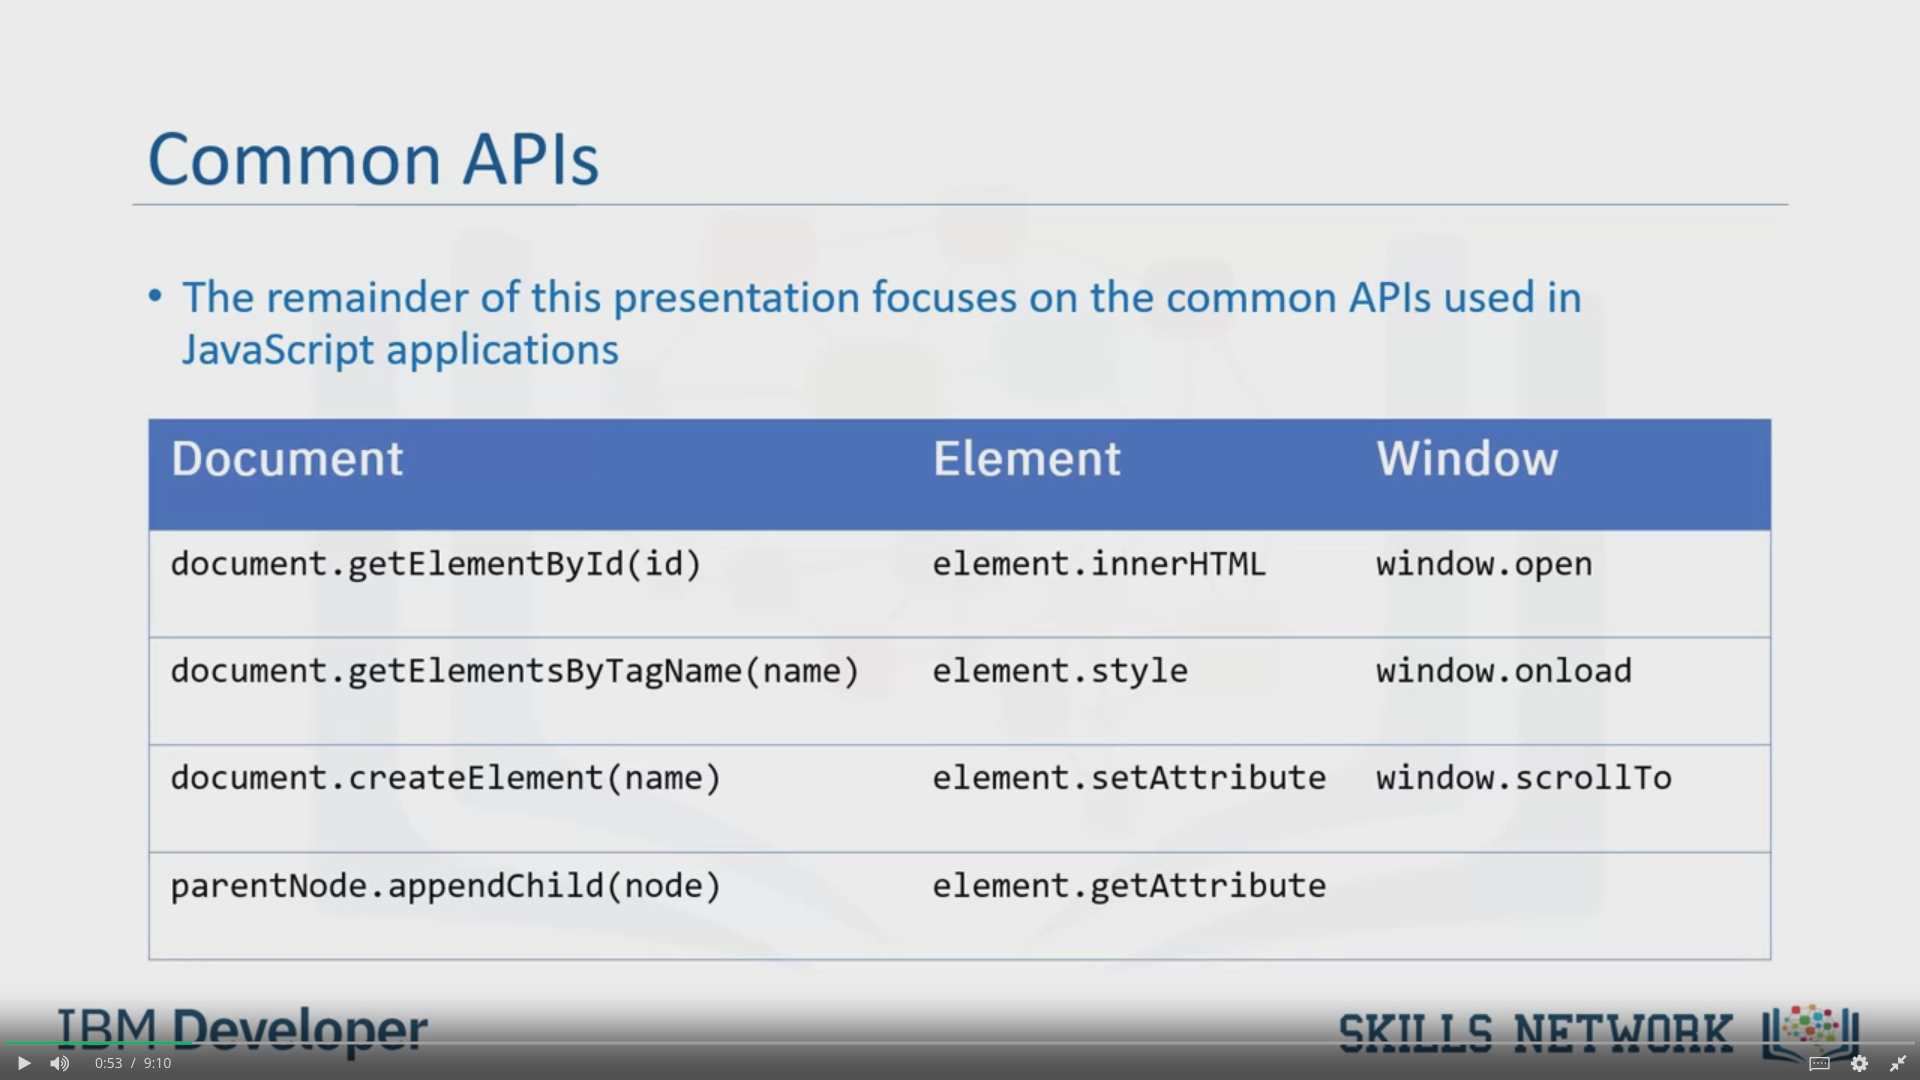 Common APIs
• The remainder of this presentation focuses on the common APIs used in
JavaScript applications
Document Element Window
document.getElementById(id) element.innerHTML window.open
document.getElementsByTagName(name) element.style window.onload
document.createElement(name) element.setAttribute window.scrollTo
parentNode.appendChild(node) element.getAttribute
IBM Developer
SKILLS NETWORK
0:53 / 9:10